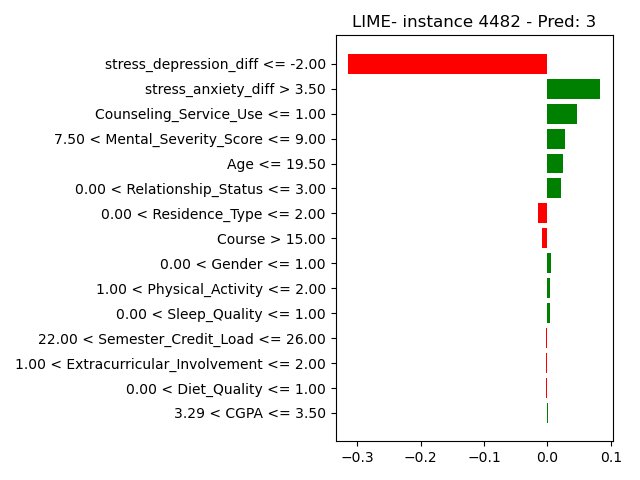 LIME- instance 4482 - Pred: 3
stress_depression_diff <= -2.00
stress_anxiety_diff > 3.50
Counseling_Service_Use <= 1.00
7.50 < Mental_Severity_Score <= 9.00
Age <= 19.50
0.00 < Relationship_Status <= 3.00
0.00 < Residence_Type <= 2.00
Course > 15.00
0.00 < Gender <= 1.00
1.00 < Physical_Activity <= 2.00
0.00 < Sleep_Quality <= 1.00
22.00 < Semester_Credit_Load <= 26.00
1.00 < Extracurricular_Involvement <= 2.00
0.00 < Diet_Quality <= 1.00
3.29 < CGPA <= 3.50
−0.3 −0.2 −0.1 0.0 0.1